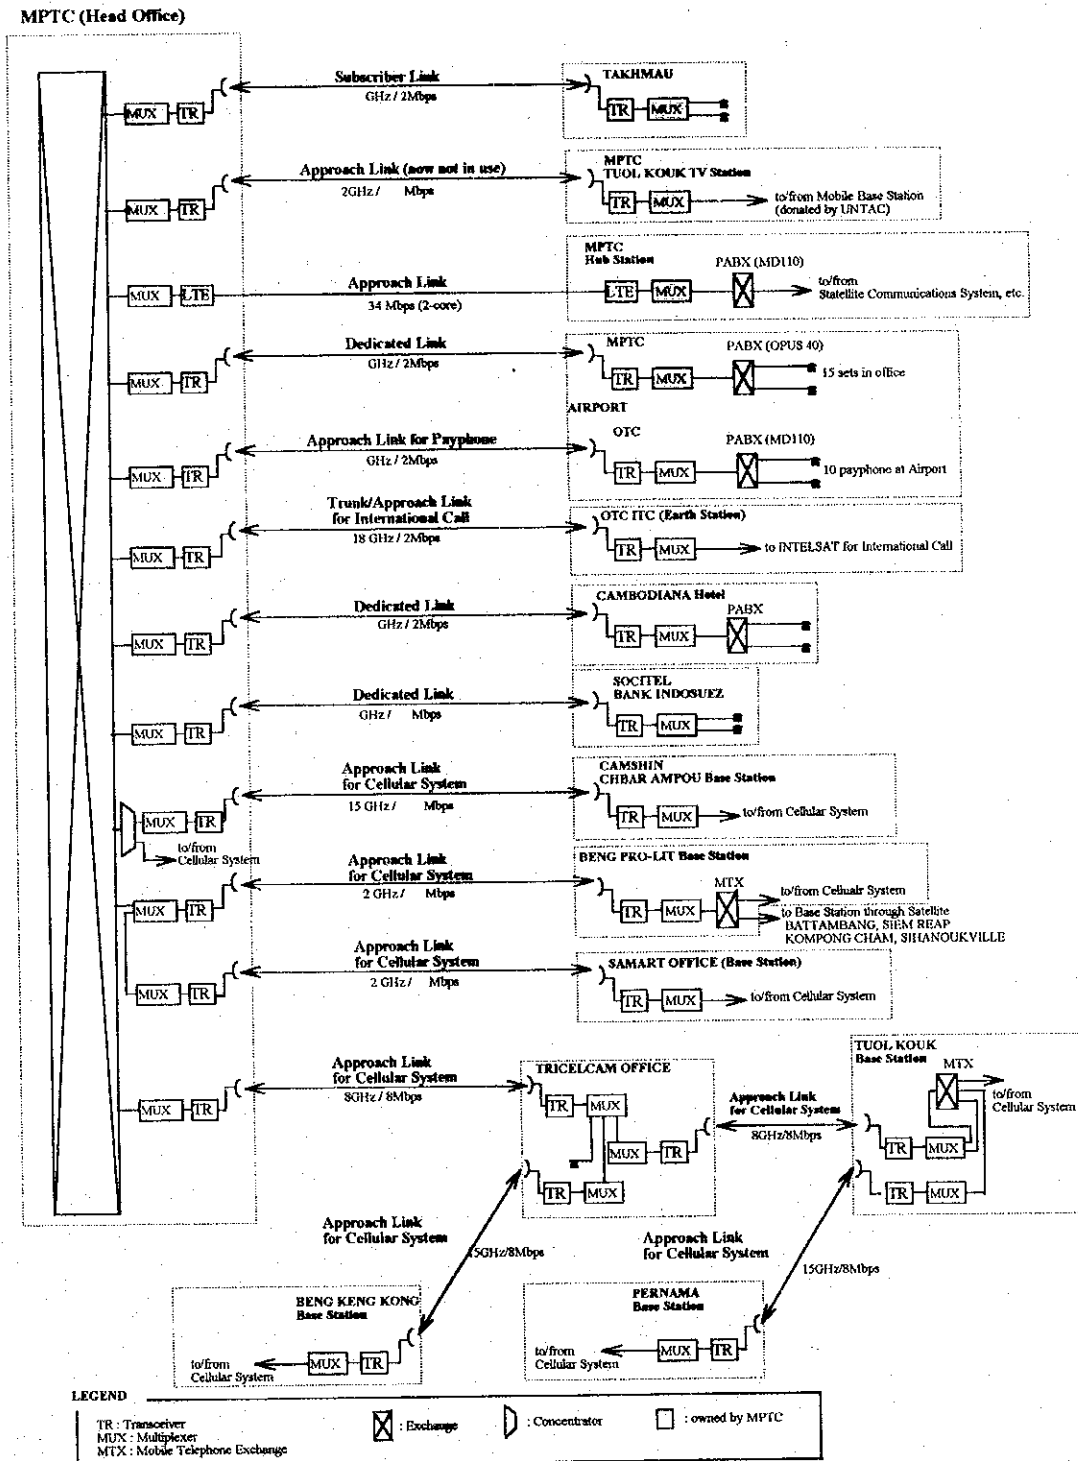 MPTC (Head Office)
Subscriber Link
GHz / 2Mbps
MUX
TR
TAKHMAU
TR
MUX
Approach Link (now not in use)
2GHz / Mbps
MUX
TR
MPTC
TUOL KOUK TV Station
TR
MUX
to/from Mobile Base Station
(donated by UNTAC)
Approach Link
34 Mbps (2-core)
MUX
LTE
MPTC
Hub Station
LTE
MUX
PABX (MD110)
to/from
Statellite Communications System, etc.
Dedicated Link
GHz / 2Mbps
MUX
TR
MPTC
TR
MUX
PABX (OPUS 40)
15 sets in office
AIRPORT
Approach Link for Payphone
GHz / 2Mbps
MUX
TR
OTC
TR
MUX
PABX (MD110)
10 payphone at Airport
Trunk/Approach Link
for International Call
18 GHz / 2Mbps
MUX
TR
OTC ITC (Earth Station)
TR
MUX
to INTELSAT for International Call
Dedicated Link
GHz / 2Mbps
MUX
TR
CAMBODIANA Hotel
PABX
TR
MUX
Dedicated Link
GHz / Mbps
MUX
TR
SOCITEL
BANK INDOSUEZ
TR
MUX
Approach Link
for Cellular System
15 GHz / Mbps
MUX
TR
to/from
Cellular System
CAMSHIN
CHBAR AMPOU Base Station
TR
MUX
to/from Cellular System
Approach Link
for Cellular System
2 GHz / Mbps
MUX
TR
BENG PRO-LIT Base Station
MTX
TR
MUX
to/from Cellualr System
to Base Station through Satellite
BATTAMBANG, SIEM REAP
KOMPONG CHAM, SIHANOUKVILLE
Approach Link
for Cellular System
2 GHz / Mbps
MUX
TR
SAMART OFFICE (Base Station)
TR
MUX
to/from Cellular System
Approach Link
for Cellular System
8GHz / 8Mbps
MUX
TR
TRICELCAM OFFICE
TR
MUX
MUX
TR
TR
MUX
Approach Link
for Cellular System
8GHz/8Mbps
TUOL KOUK
Base Station
MTX
to/from
Cellular System
TR
MUX
TR
MUX
Approach Link
for Cellular System
15GHz/8Mbps
Approach Link
for Cellular System
15GHz/8Mbps
BENG KENG KONG
Base Station
to/from
Cellular System
MUX
TR
PERNAMA
Base Station
to/from
Cellular System
MUX
TR
LEGEND
TR : Transceiver
MUX : Multiplexer
MTX : Mobile Telephone Exchange
: Exchange
: Concentrator
: owned by MPTC